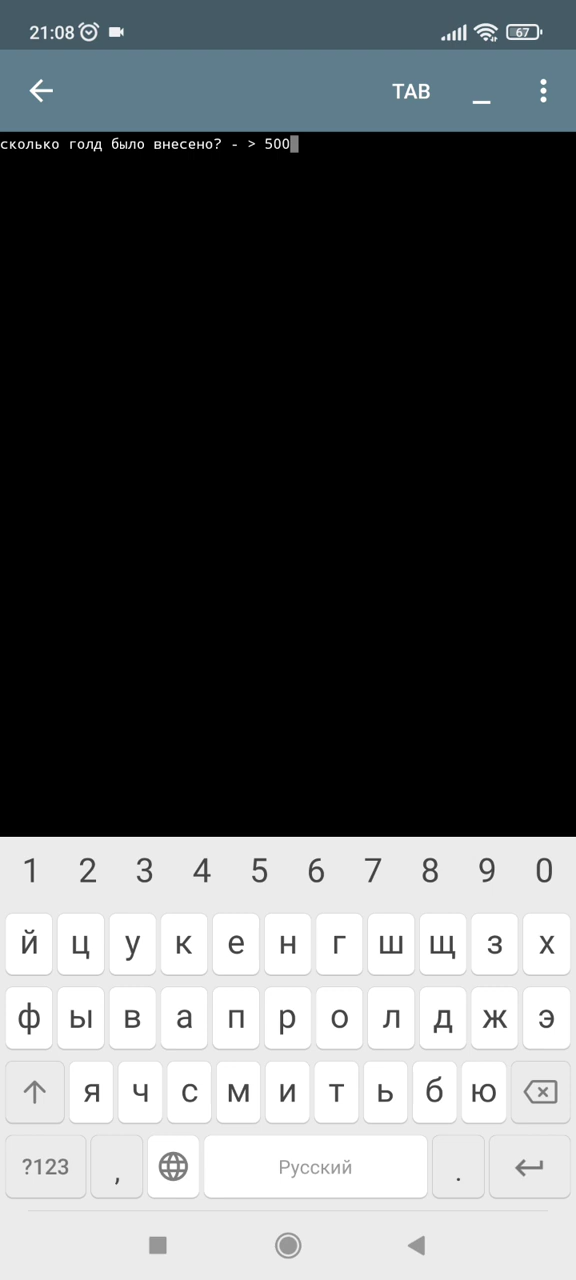 21:08
67
TAB
сколько голд было внесено? - > 500
1 2 3 4 5 6 7 8 9 0
й ц у к е н г ш щ з х
ф ы в а п р о л д ж э
я ч с м и т ь б ю
?123 , Русский .